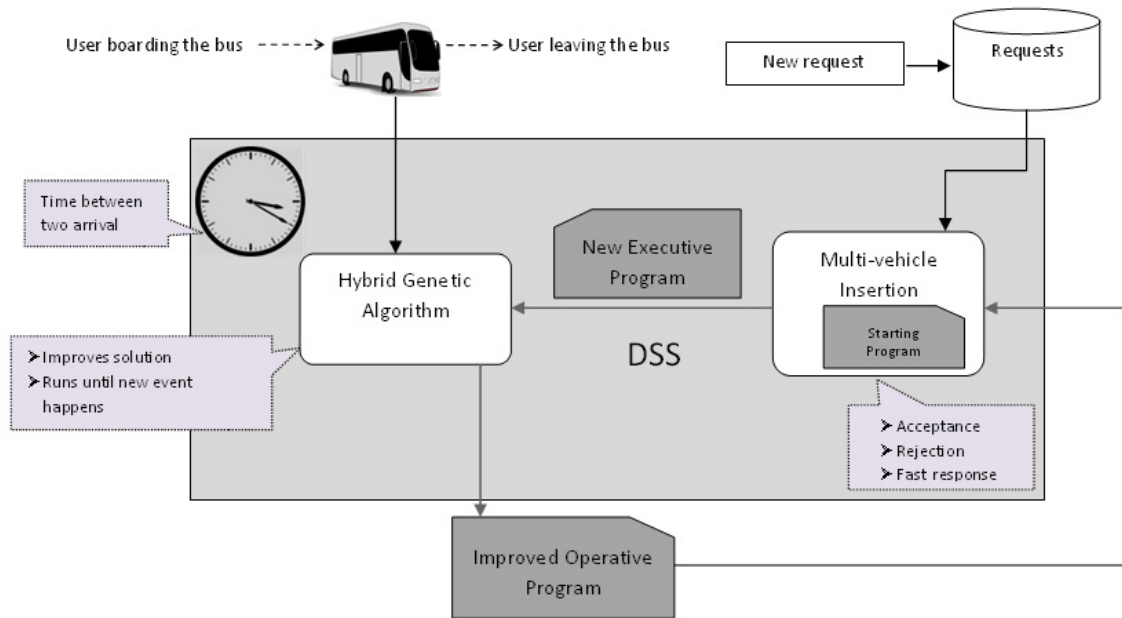 User boarding the bus
User leaving the bus
New request
Requests
Time between
two arrival
New Executive
Program
Multi-vehicle
Insertion
Starting
Program
Hybrid Genetic
Algorithm
DSS
➢ Improves solution
➢ Runs until new event
happens
➢ Acceptance
➢ Rejection
➢ Fast response
Improved Operative
Program